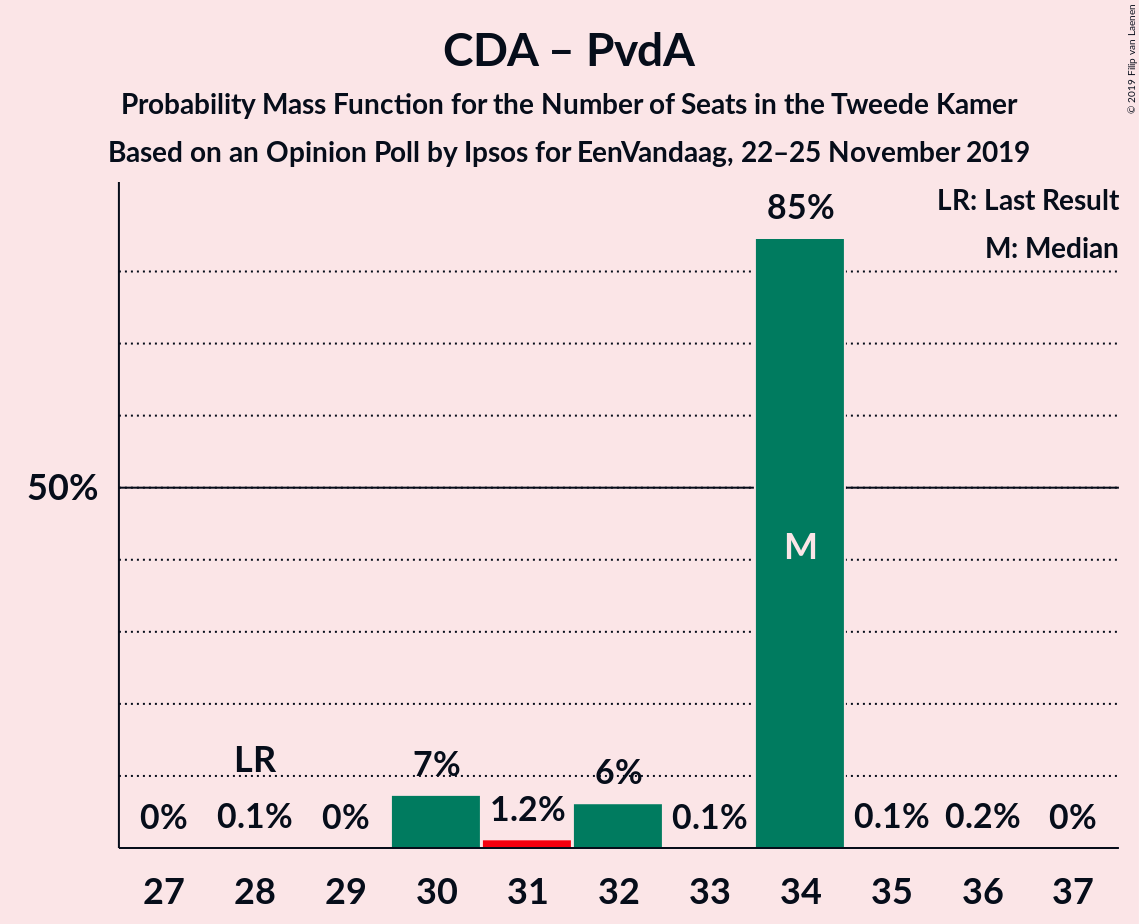 CDA – PvdA
Probability Mass Function for the Number of Seats in the Tweede Kamer
Based on an Opinion Poll by Ipsos for EenVandaag, 22–25 November 2019
© 2019 Filip van Laenen
LR: Last Result
M: Median
85%
50%
M
LR
7%
6%
0%
0.1%
0%
1.2%
0.1%
0.1%
0.2%
0%
27
28
29
30
31
32
33
34
35
36
37